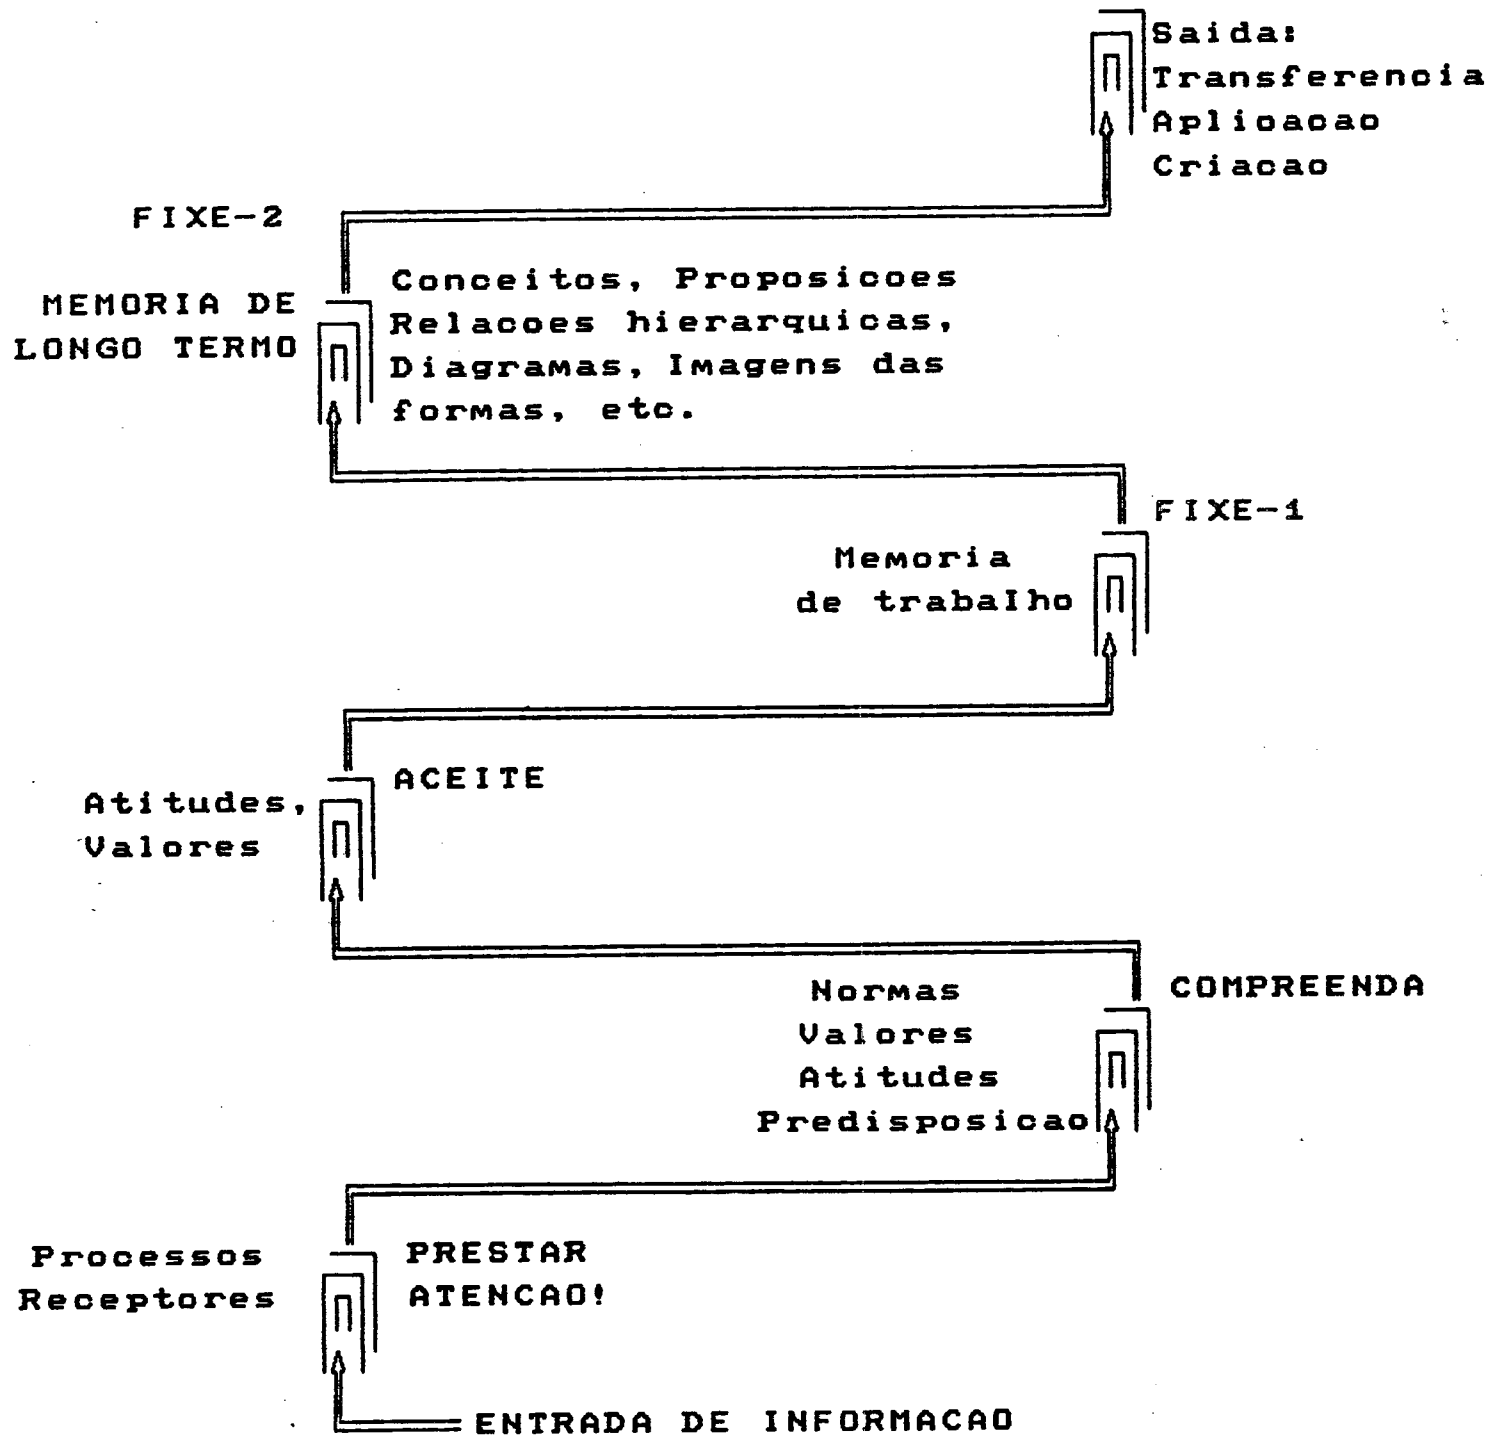 Saida:
Transferencia
Aplicacao
Criacao
FIXE-2
MEMORIA DE
LONGO TERMO
Conceitos, Proposicoes
Relacoes hierarquicas,
Diagramas, Imagens das
formas, etc.
FIXE-1
Memoria
de trabalho
ACEITE
Atitudes,
Valores
COMPREENDA
Normas
Valores
Atitudes
Predisposicao
Processos
Receptores
PRESTAR
ATENCAO!
ENTRADA DE INFORMACAO